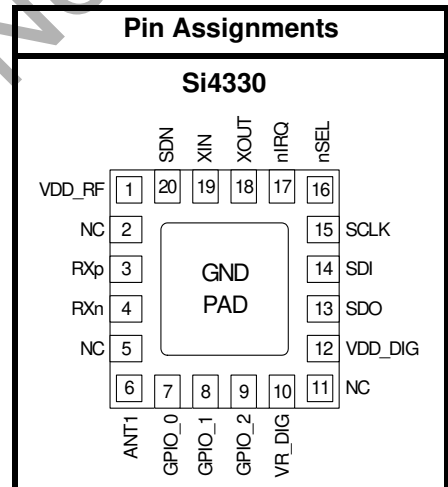 Pin Assignments
Si4330
SDN XIN XOUT nIRQ nSEL
VDD_RF 1 20 19 18 17 16
NC 2 15 SCLK
RXp 3 GND 14 SDI
RXn 4 PAD 13 SDO
NC 5 12 VDD_DIG
6 7 8 9 10 11 NC
ANT1 GPIO_0 GPIO_1 GPIO_2 VR_DIG